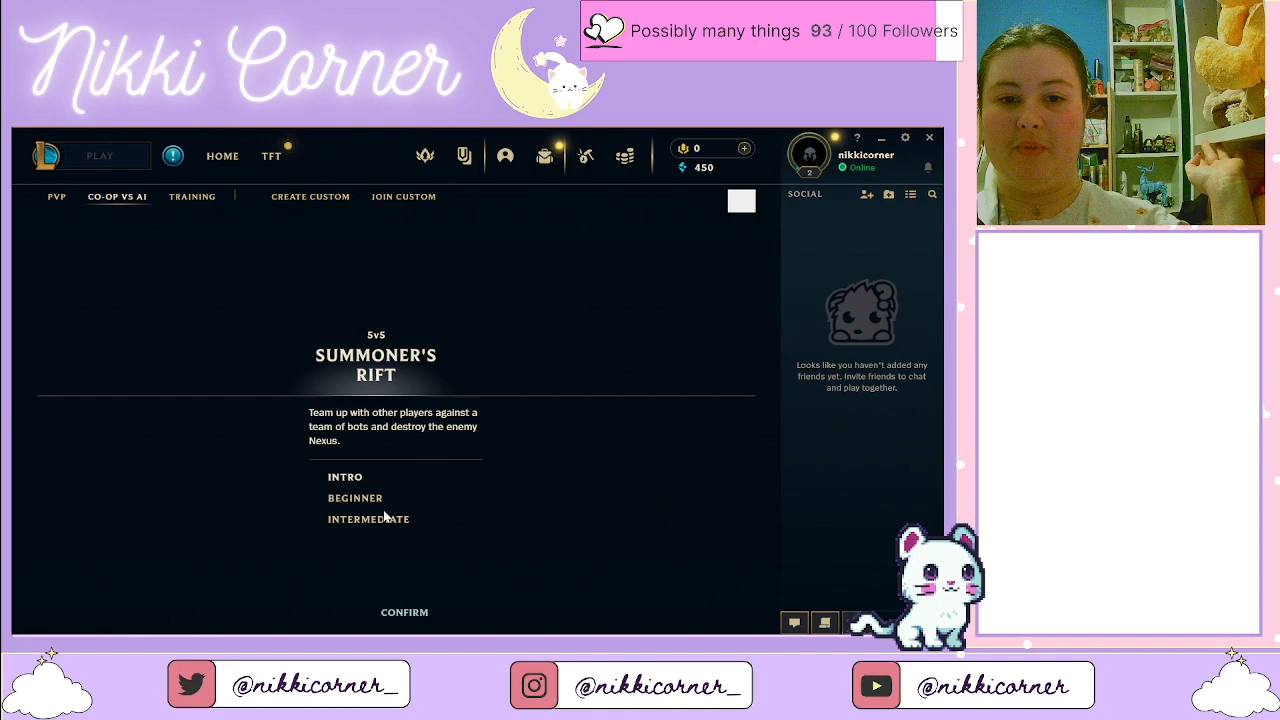 Nikki Corner
Possibly many things 93 / 100 Followers
PLAY
HOME
TFT
0
450
2
nikkicorner
Online
PVP
CO-OP VS AI
TRAINING
CREATE CUSTOM
JOIN CUSTOM
SOCIAL
5v5
SUMMONER'S
RIFT
Team up with other players against a
team of bots and destroy the enemy
Nexus.
INTRO
BEGINNER
INTERMEDIATE
CONFIRM
Looks like you haven't added any
friends yet. Invite friends to chat
and play together.
@nikkicorner_
@nikkicorner_
@nikkicorner